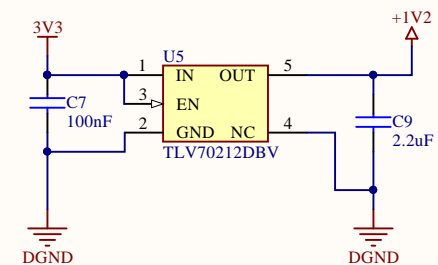 +1V2
3V3
U5
1 IN OUT 5
3 EN
C7
100nF
2 GND NC 4
C9
2.2uF
TLV70212DBV
DGND DGND